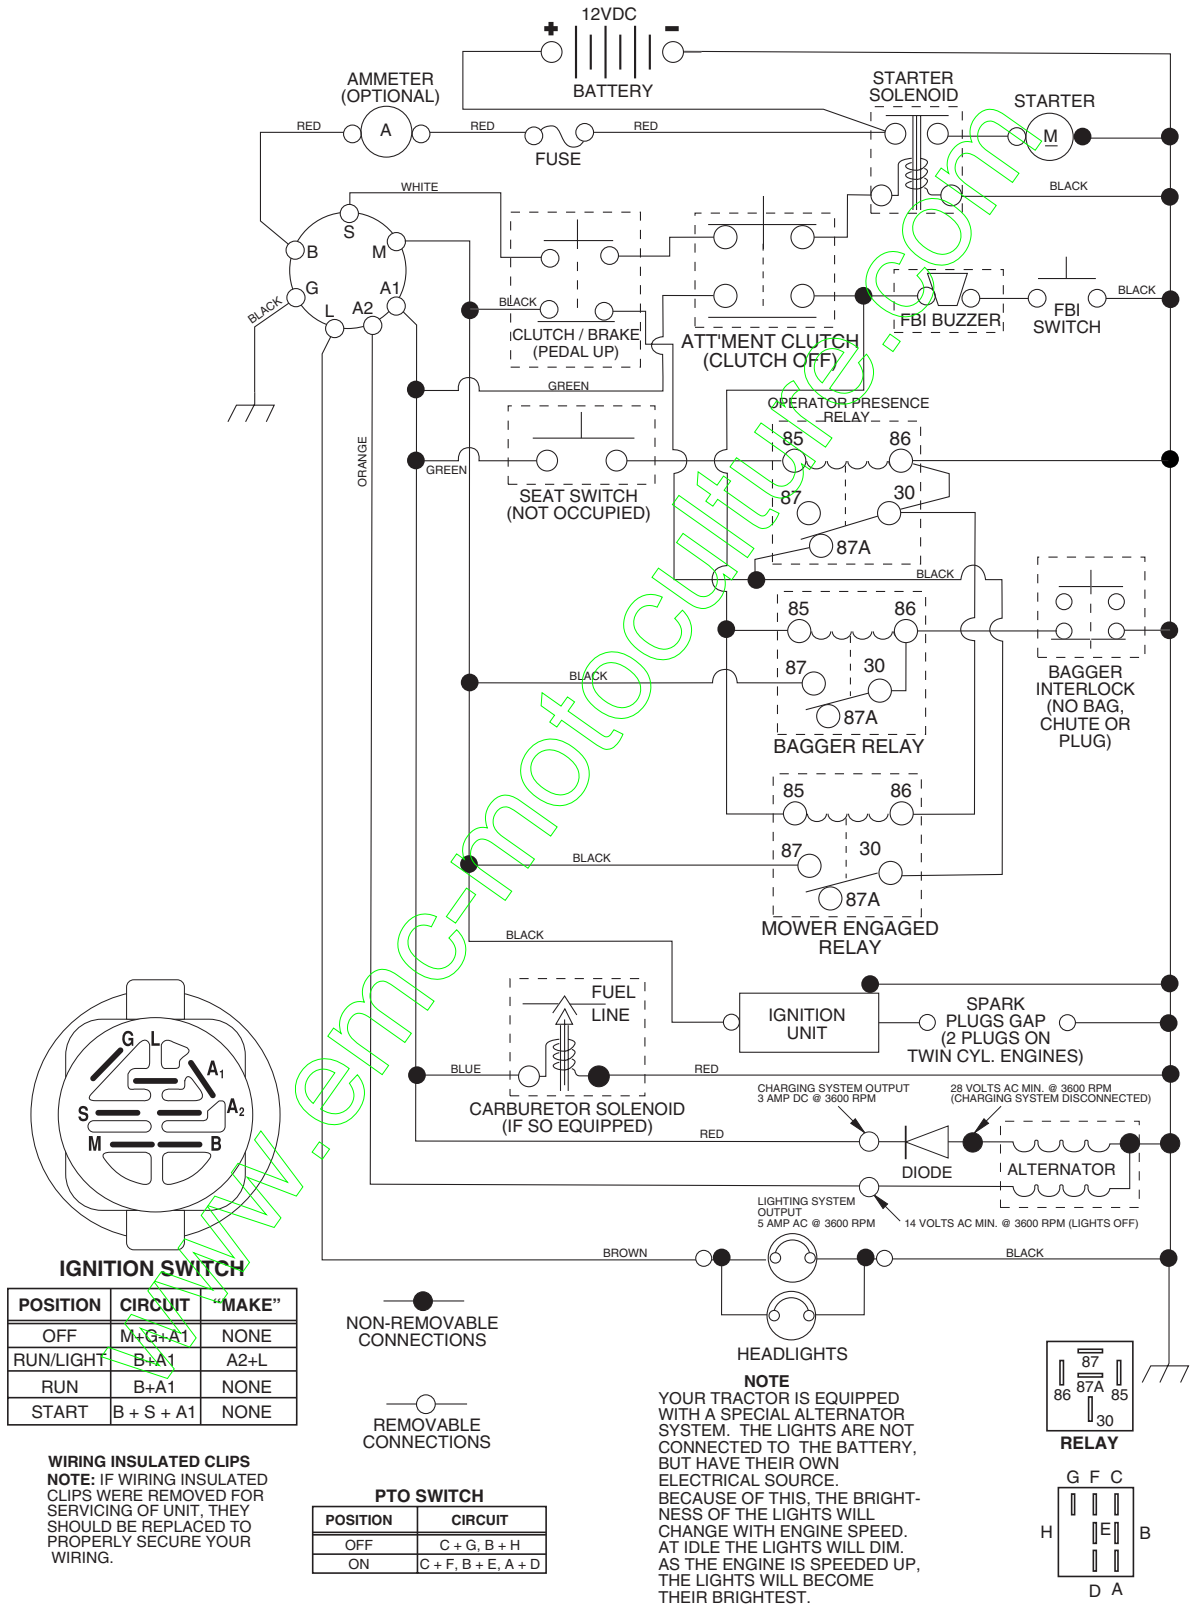 12VDC
+
-
BATTERY
AMMETER
(OPTIONAL)
STARTER
SOLENOID
STARTER
RED
A
RED
FUSE
RED
M
BLACK
WHITE
S
B
M
G
A1
L
A2
BLACK
BLACK
CLUTCH / BRAKE
(PEDAL UP)
ATT'MENT CLUTCH
(CLUTCH OFF)
FBI BUZZER
FBI
SWITCH
BLACK
GREEN
OPERATOR PRESENCE
RELAY
85
86
87
30
87A
ORANGE
GREEN
SEAT SWITCH
(NOT OCCUPIED)
BLACK
85
86
87
30
87A
BAGGER RELAY
BLACK
BAGGER
INTERLOCK
(NO BAG,
CHUTE OR
PLUG)
85
86
87
30
87A
MOWER ENGAGED
RELAY
BLACK
BLACK
FUEL
LINE
IGNITION
UNIT
SPARK
PLUGS GAP
(2 PLUGS ON
TWIN CYL. ENGINES)
BLUE
RED
CARBURETOR SOLENOID
(IF SO EQUIPPED)
CHARGING SYSTEM OUTPUT
3 AMP DC @ 3600 RPM
28 VOLTS AC MIN. @ 3600 RPM
(CHARGING SYSTEM DISCONNECTED)
RED
DIODE
ALTERNATOR
LIGHTING SYSTEM
OUTPUT
5 AMP AC @ 3600 RPM
14 VOLTS AC MIN. @ 3600 RPM (LIGHTS OFF)
BROWN
BLACK
HEADLIGHTS
G
L
A1
A2
S
M
B
IGNITION SWITCH
POSITION CIRCUIT "MAKE"
OFF M+G+A1 NONE
RUN/LIGHT B+A1 A2+L
RUN B+A1 NONE
START B + S + A1 NONE
WIRING INSULATED CLIPS
NOTE: IF WIRING INSULATED
CLIPS WERE REMOVED FOR
SERVICING OF UNIT, THEY
SHOULD BE REPLACED TO
PROPERLY SECURE YOUR
WIRING.
NON-REMOVABLE
CONNECTIONS
REMOVABLE
CONNECTIONS
PTO SWITCH
POSITION CIRCUIT
OFF C + G, B + H
ON C + F, B + E, A + D
NOTE
YOUR TRACTOR IS EQUIPPED
WITH A SPECIAL ALTERNATOR
SYSTEM. THE LIGHTS ARE NOT
CONNECTED TO THE BATTERY,
BUT HAVE THEIR OWN
ELECTRICAL SOURCE.
BECAUSE OF THIS, THE BRIGHT-
NESS OF THE LIGHTS WILL
CHANGE WITH ENGINE SPEED.
AT IDLE THE LIGHTS WILL DIM.
AS THE ENGINE IS SPEEDED UP,
THE LIGHTS WILL BECOME
THEIR BRIGHTEST.
87
86
87A
85
30
RELAY
G F C
H
E
B
D A
www.emc-motoculture.com